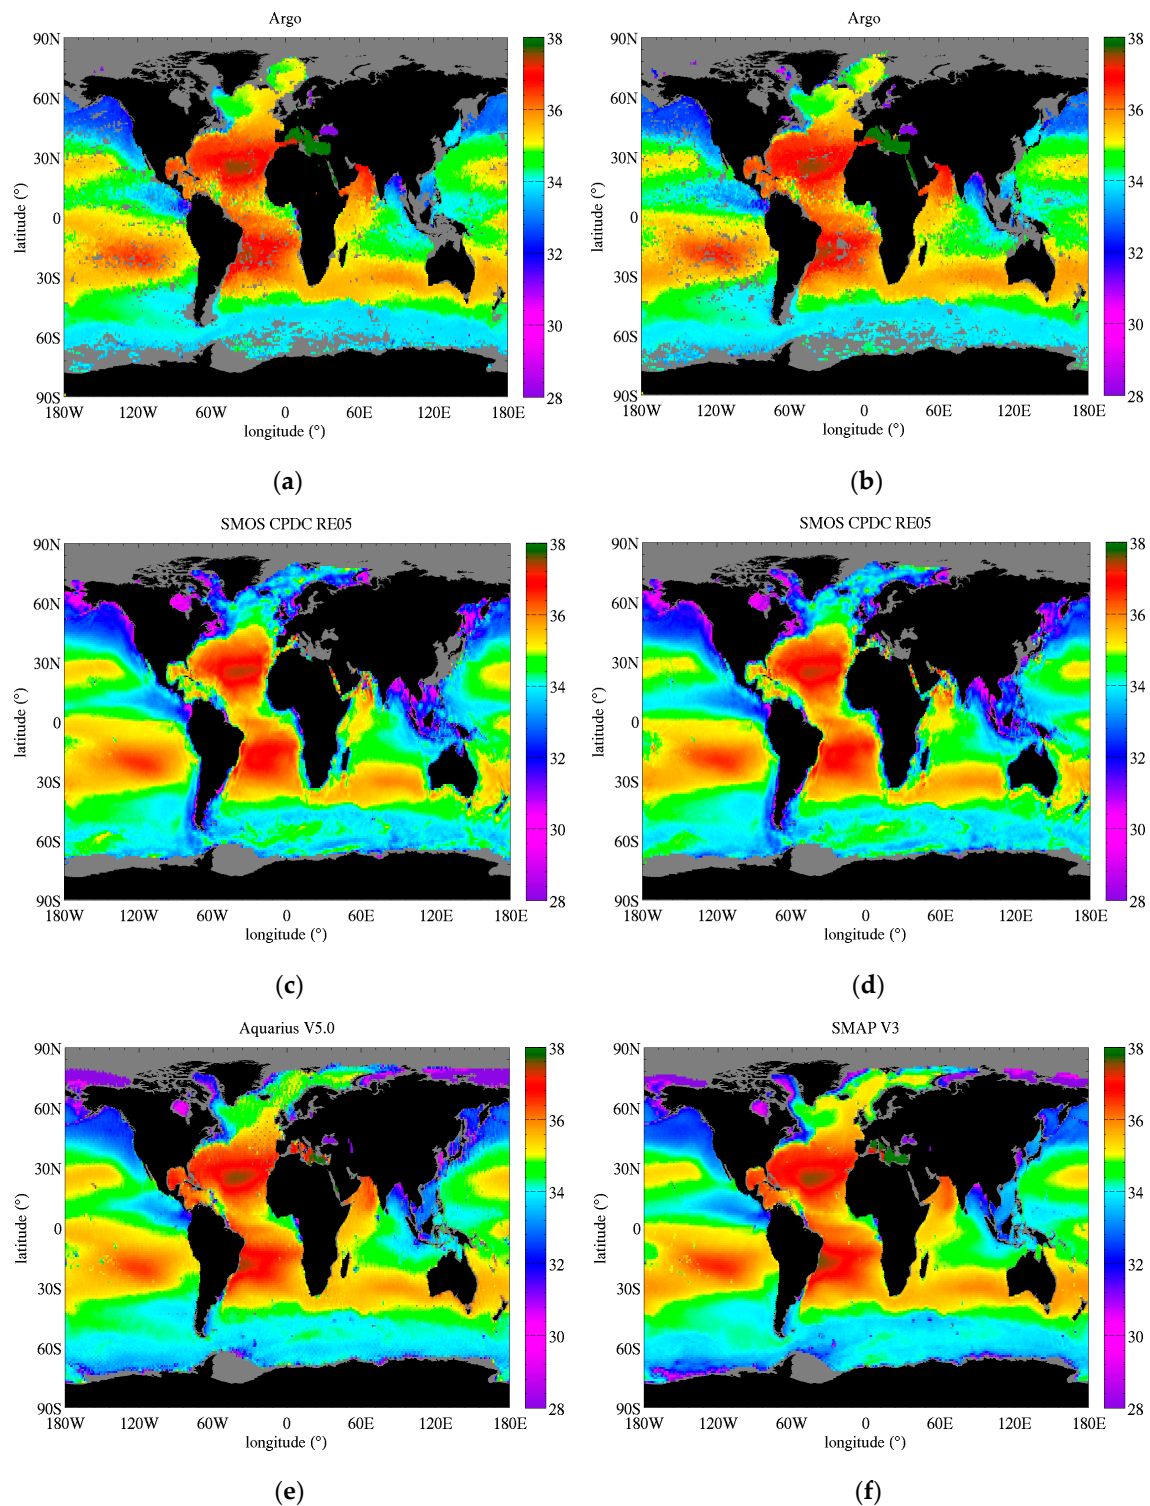 Argo
Argo
90N
60N
30N
0
30S
60S
90S
latitude (°)
180W 120W 60W 0 60E 120E 180E
longitude (°)
38
36
34
32
30
28
90N
60N
30N
0
30S
60S
90S
latitude (°)
180W 120W 60W 0 60E 120E 180E
longitude (°)
38
36
34
32
30
28
(a)
(b)
SMOS CPDC RE05
SMOS CPDC RE05
90N
60N
30N
0
30S
60S
90S
latitude (°)
180W 120W 60W 0 60E 120E 180E
longitude (°)
38
36
34
32
30
28
90N
60N
30N
0
30S
60S
90S
latitude (°)
180W 120W 60W 0 60E 120E 180E
longitude (°)
38
36
34
32
30
28
(c)
(d)
Aquarius V5.0
SMAP V3
90N
60N
30N
0
30S
60S
90S
latitude (°)
180W 120W 60W 0 60E 120E 180E
longitude (°)
38
36
34
32
30
28
90N
60N
30N
0
30S
60S
90S
latitude (°)
180W 120W 60W 0 60E 120E 180E
longitude (°)
38
36
34
32
30
28
(e)
(f)